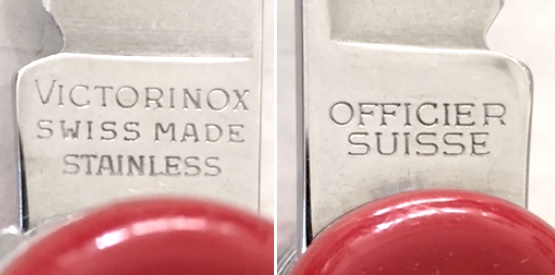 VICTORINOX
SWISS MADE
STAINLESS
OFFICIER
SUISSE